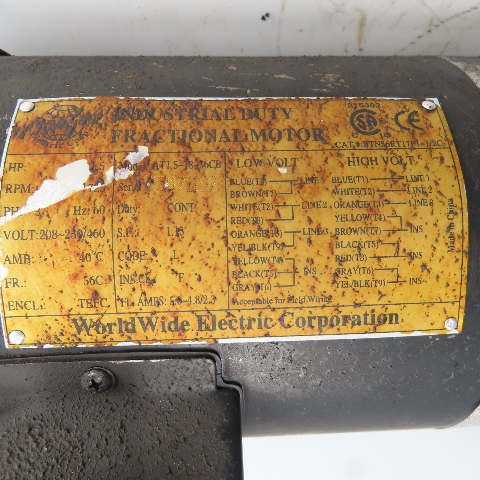 INDUSTRIAL DUTY
FRACTIONAL MOTOR
HP:
RPM:
PH: Hz: 60
VOLT: 208-230/460
AMB: 40°C
FR.: 56C
ENCL: TEFC
Duty: CONT.
S.F.:
CODE:
INS.CL. F
FL AMPS:
LOW VOLT
BLUE(T1) LINE
BROWN(T7)
WHITE(T2) LINE 2
RED(T8)
ORANGE(T3) LINE 3
YEL/BLK(T9)
YELLOW(T4)
BLACK(T5) INS
GRAY(T6)
Acceptable for Field Wiring
HIGH VOLT
BLUE(T1) LINE 1
WHITE(T2) LINE 2
ORANGE(T3) LINE 3
YELLOW(T4)
BROWN(T7) INS
BLACK(T5)
RED(T8) INS
GRAY(T6)
YEL/BLK(T9) INS
Made in China
WorldWide Electric Corporation